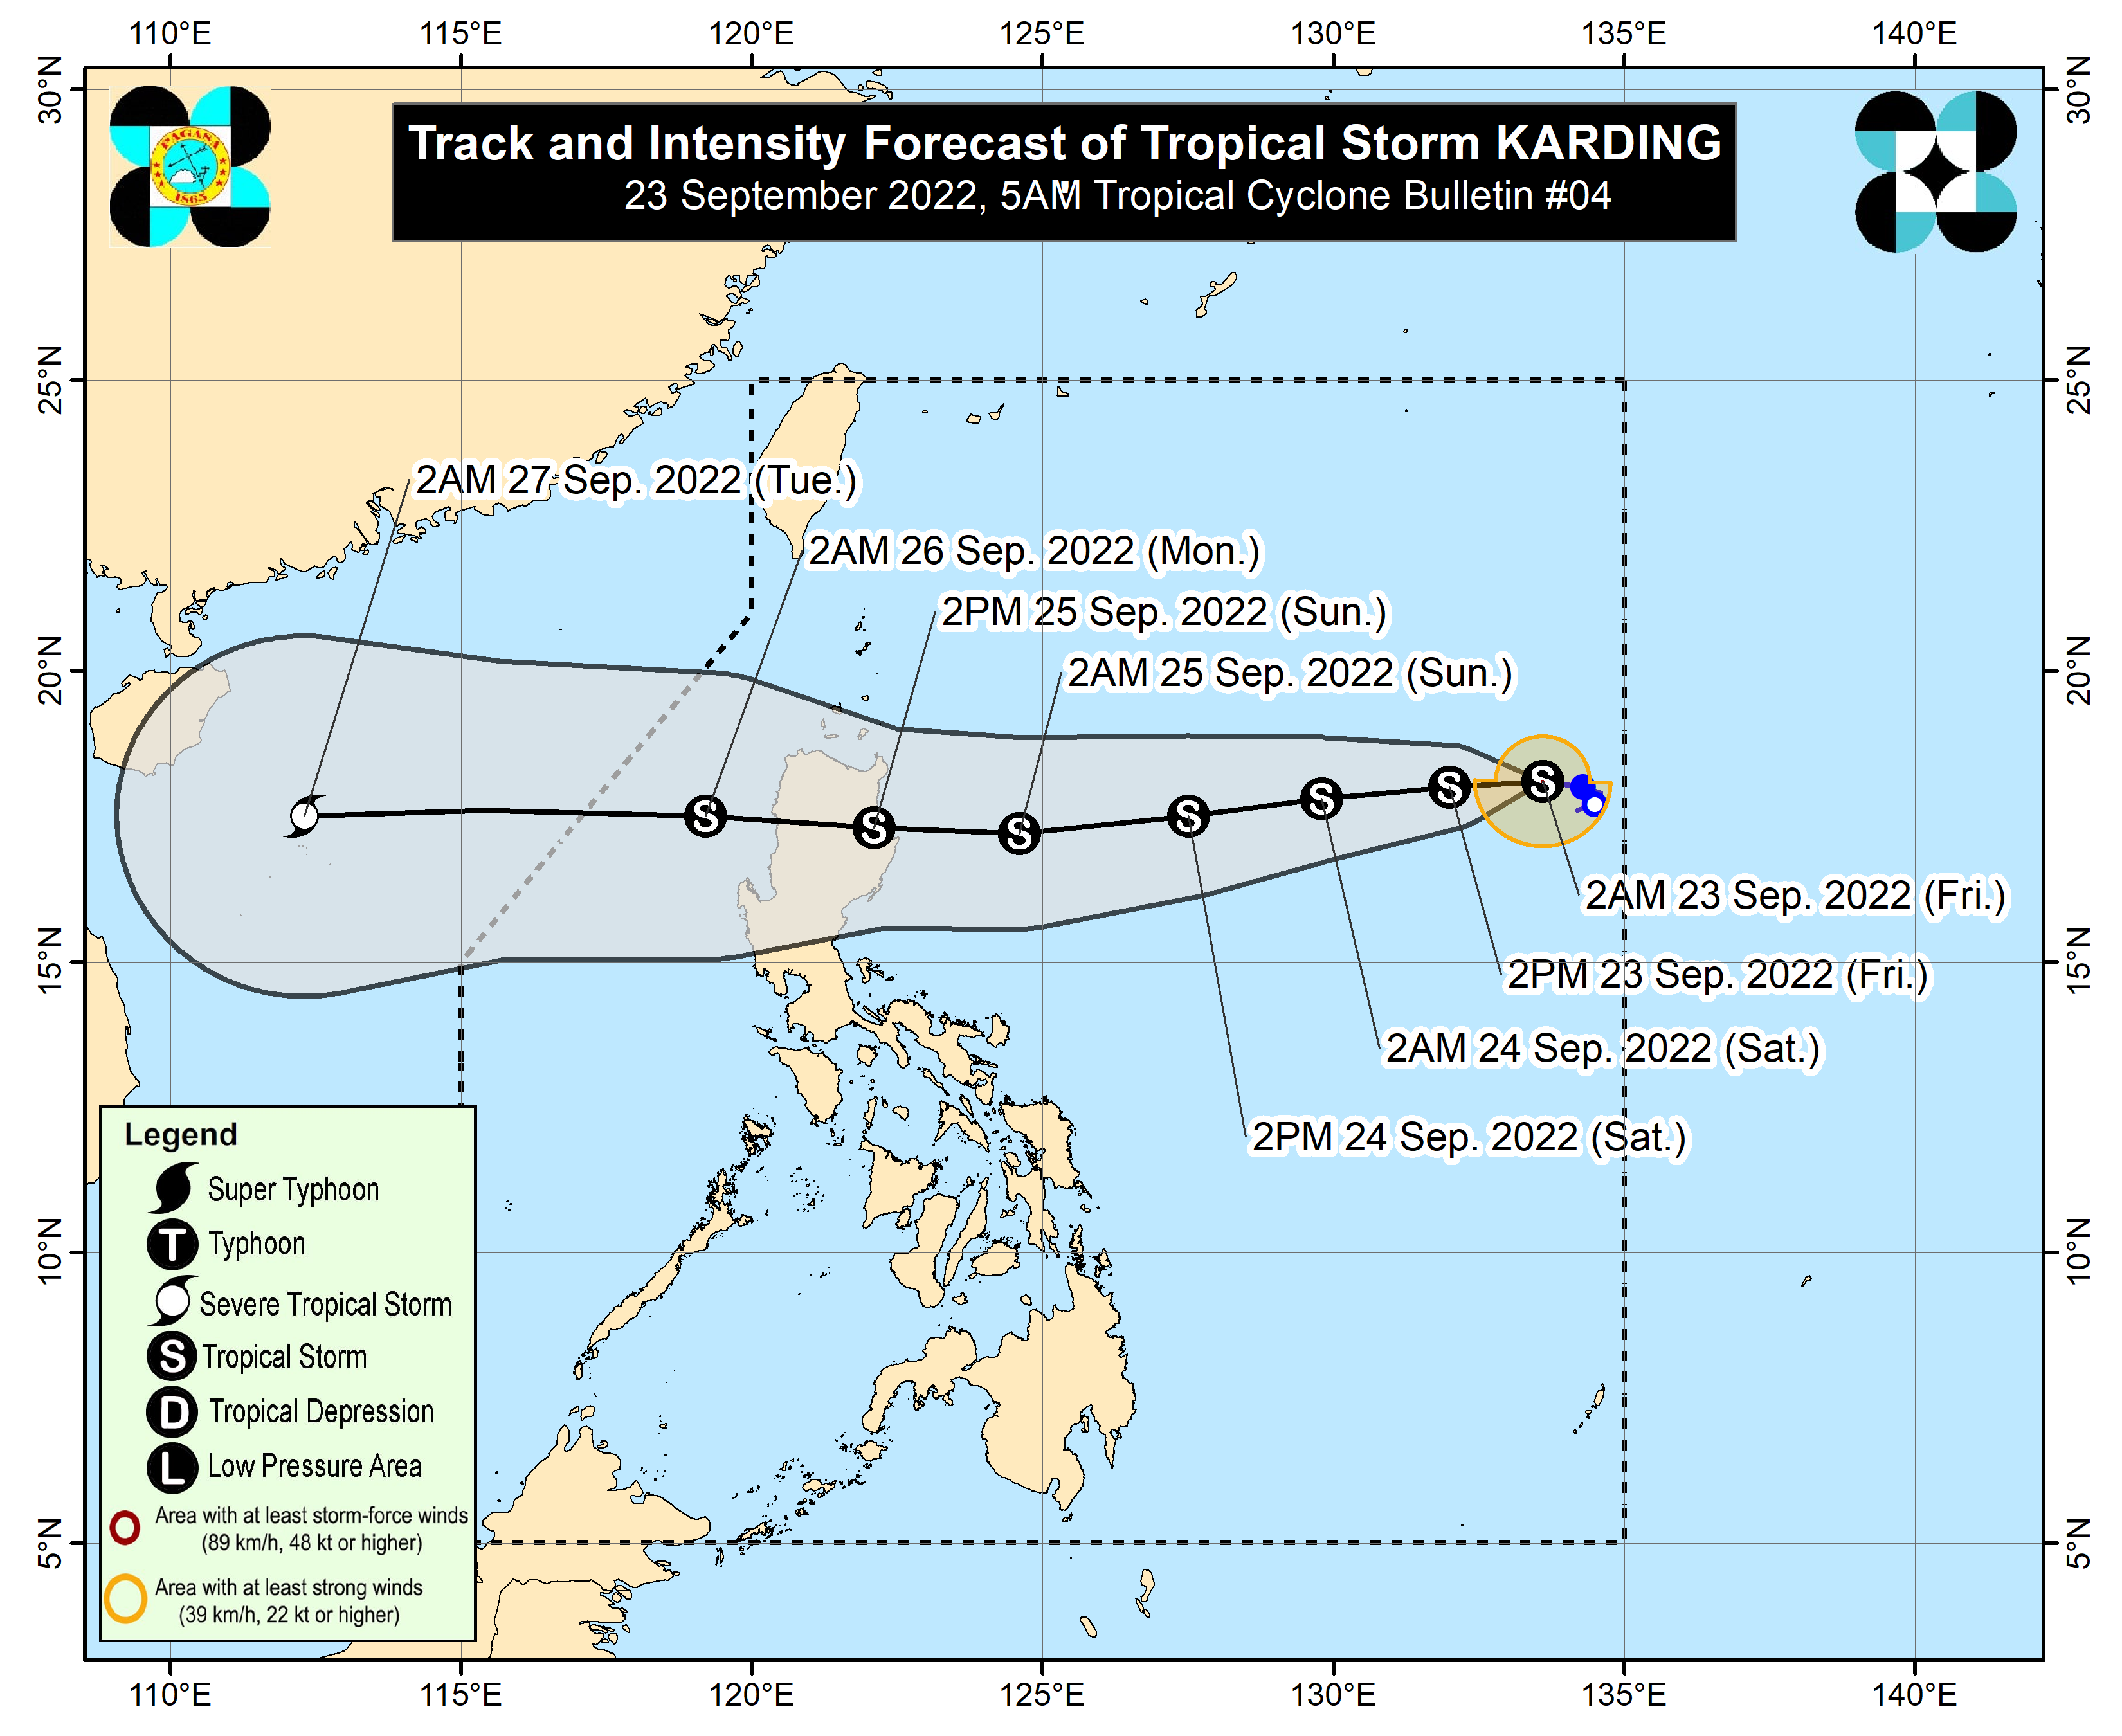 110°E 115°E 120°E 125°E 130°E 135°E 140°E
30°N 30°N
PAGASA
1865
Track and Intensity Forecast of Tropical Storm KARDING
23 September 2022, 5AM Tropical Cyclone Bulletin #04
25°N 25°N
2AM 27 Sep. 2022 (Tue.)
2AM 26 Sep. 2022 (Mon.)
2PM 25 Sep. 2022 (Sun.)
2AM 25 Sep. 2022 (Sun.)
20°N 20°N
S S S S S S S
2AM 23 Sep. 2022 (Fri.)
2PM 23 Sep. 2022 (Fri.)
15°N 15°N
2AM 24 Sep. 2022 (Sat.)
2PM 24 Sep. 2022 (Sat.)
10°N 10°N
Legend
Super Typhoon
T Typhoon
Severe Tropical Storm
S Tropical Storm
D Tropical Depression
L Low Pressure Area
Area with at least storm-force winds
(89 km/h, 48 kt or higher)
Area with at least strong winds
(39 km/h, 22 kt or higher)
5°N 5°N
110°E 115°E 120°E 125°E 130°E 135°E 140°E